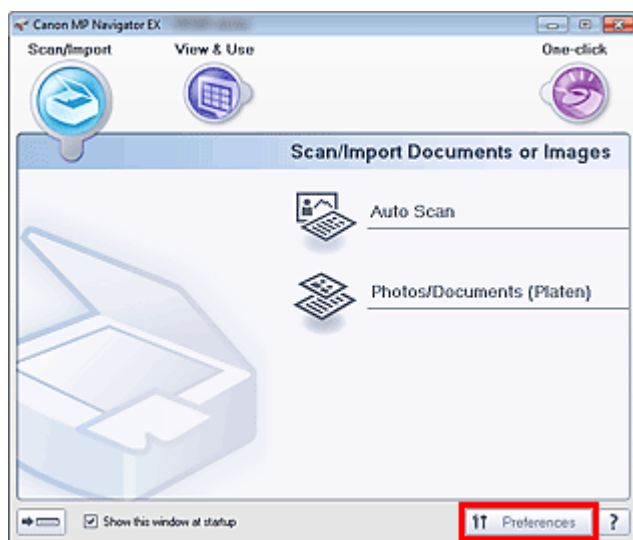 Canon MP Navigator EX
Scan/Import View & Use One-click
Scan/Import Documents or Images
Auto Scan
Photos/Documents (Platen)
Show this window at startup Preferences ?